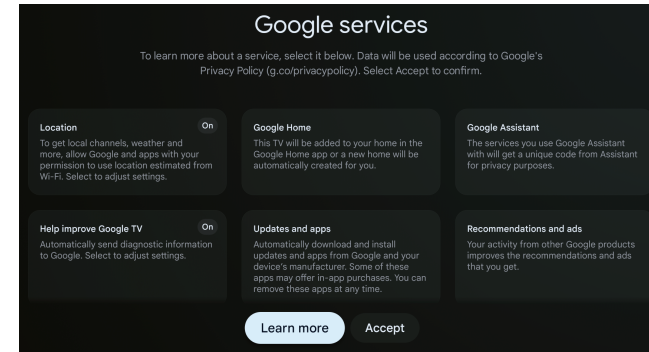 Google services
To learn more about a service, select it below. Data will be used according to Google's
Privacy Policy (g.co/privacypolicy). Select Accept to confirm.
Location
On
To get local channels, weather and
more, allow Google and apps with your
permission to use location estimated from
Wi-Fi. Select to adjust settings.
Google Home
This TV will be added to your home in the
Google Home app or a new home will be
automatically created for you.
Google Assistant
The services you use Google Assistant
with will get a unique code from Assistant
for privacy purposes.
Help improve Google TV
On
Automatically send diagnostic information
to Google. Select to adjust settings.
Updates and apps
Automatically download and install
updates and apps from Google and your
device's manufacturer. Some of these
apps may offer in-app purchases. You can
remove these apps at any time.
Recommendations and ads
Your activity from other Google products
improves the recommendations and ads
that you get.
Learn more
Accept